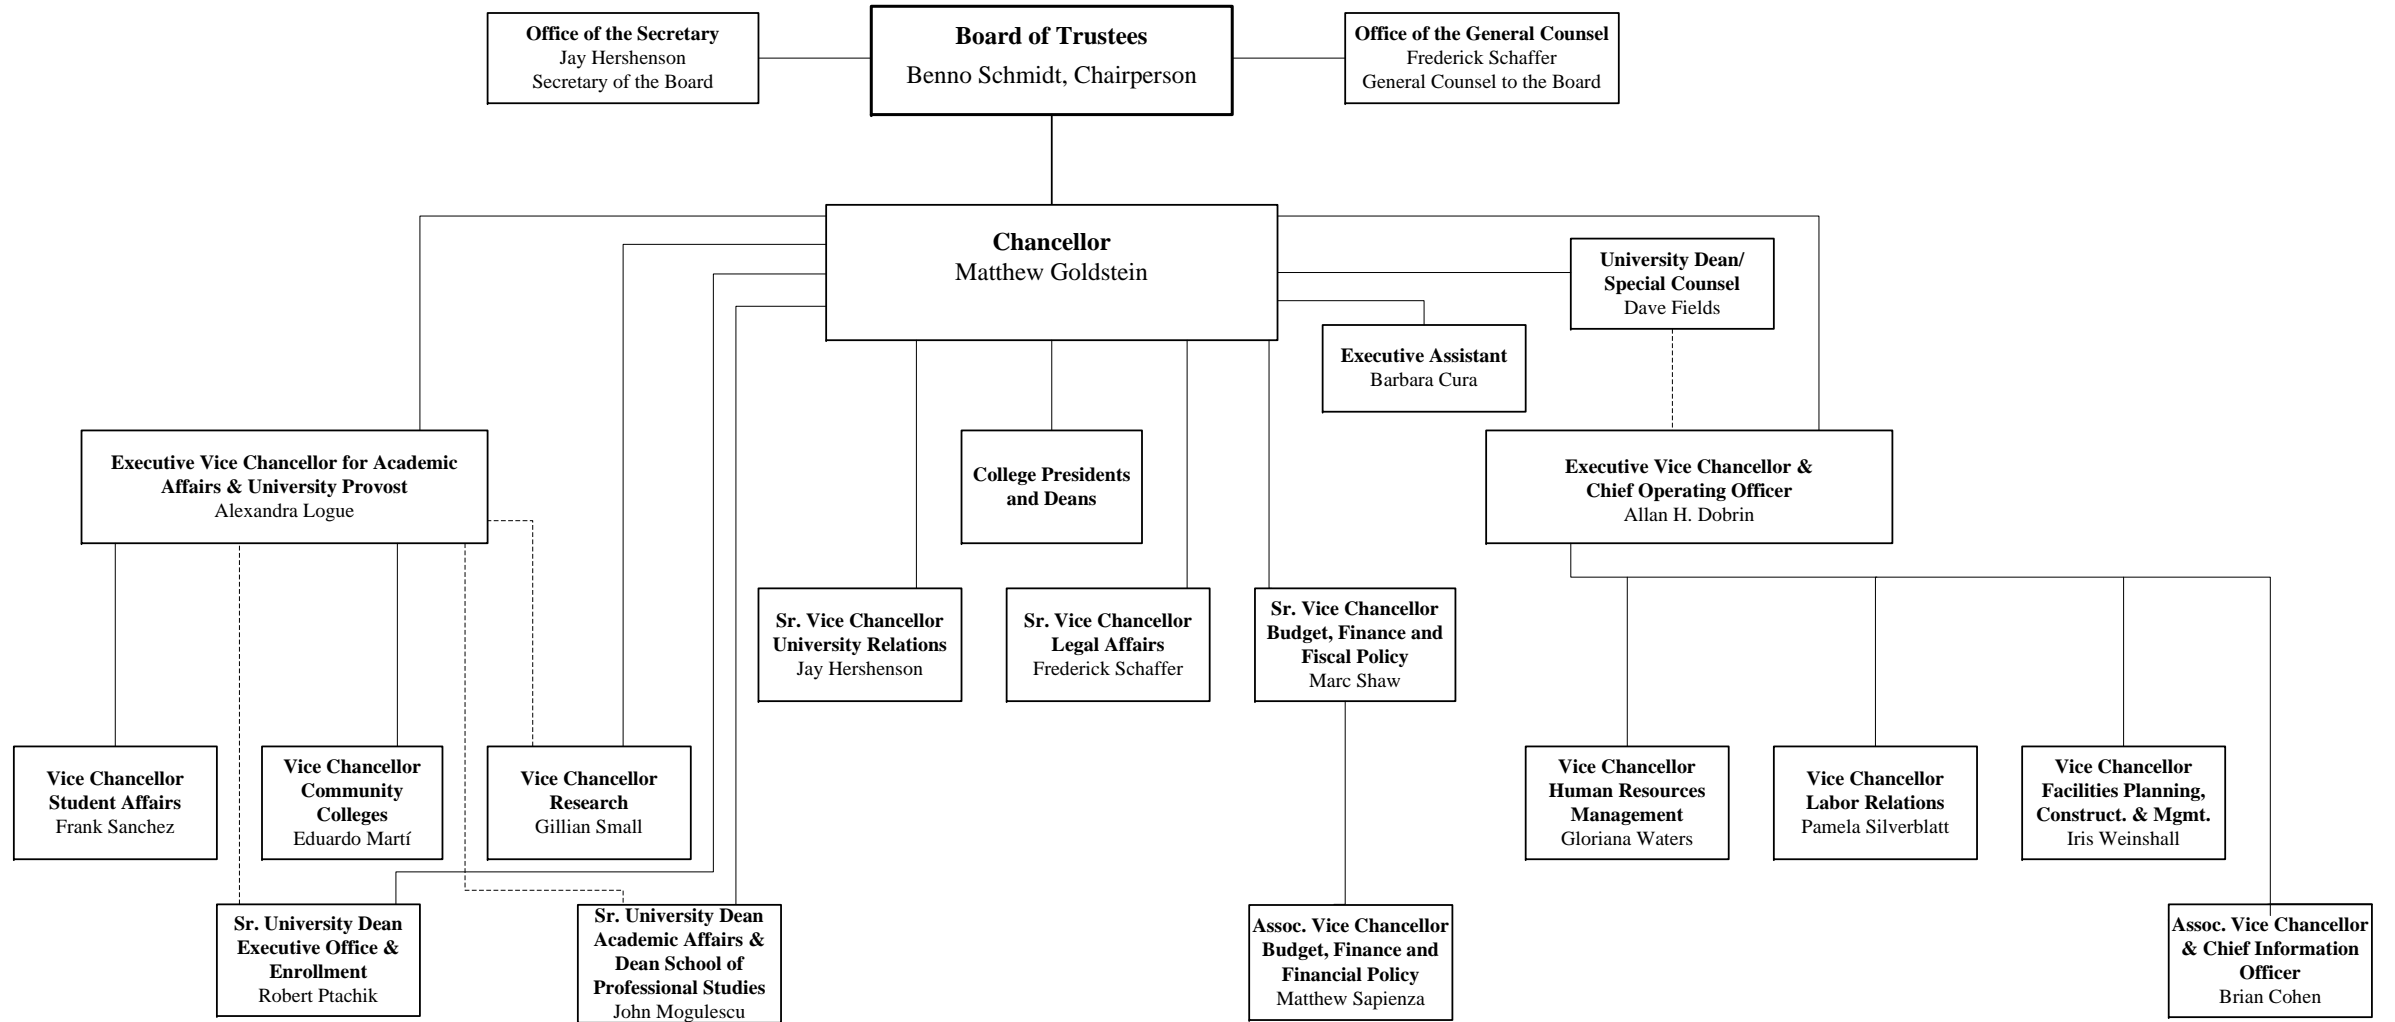 Office of the Secretary
Jay Hershenson
Secretary of the Board
Board of Trustees
Benno Schmidt, Chairperson
Office of the General Counsel
Frederick Schaffer
General Counsel to the Board
Chancellor
Matthew Goldstein
University Dean/
Special Counsel
Dave Fields
Executive Assistant
Barbara Cura
Executive Vice Chancellor for Academic
Affairs & University Provost
Alexandra Logue
College Presidents
and Deans
Executive Vice Chancellor &
Chief Operating Officer
Allan H. Dobrin
Sr. Vice Chancellor
University Relations
Jay Hershenson
Sr. Vice Chancellor
Legal Affairs
Frederick Schaffer
Sr. Vice Chancellor
Budget, Finance and
Fiscal Policy
Marc Shaw
Vice Chancellor
Student Affairs
Frank Sanchez
Vice Chancellor
Community
Colleges
Eduardo Martí
Vice Chancellor
Research
Gillian Small
Vice Chancellor
Human Resources
Management
Gloriana Waters
Vice Chancellor
Labor Relations
Pamela Silverblatt
Vice Chancellor
Facilities Planning,
Construct. & Mgmt.
Iris Weinshall
Sr. University Dean
Executive Office &
Enrollment
Robert Ptachik
Sr. University Dean
Academic Affairs &
Dean School of
Professional Studies
John Mogulescu
Assoc. Vice Chancellor
Budget, Finance and
Financial Policy
Matthew Sapienza
Assoc. Vice Chancellor
& Chief Information
Officer
Brian Cohen